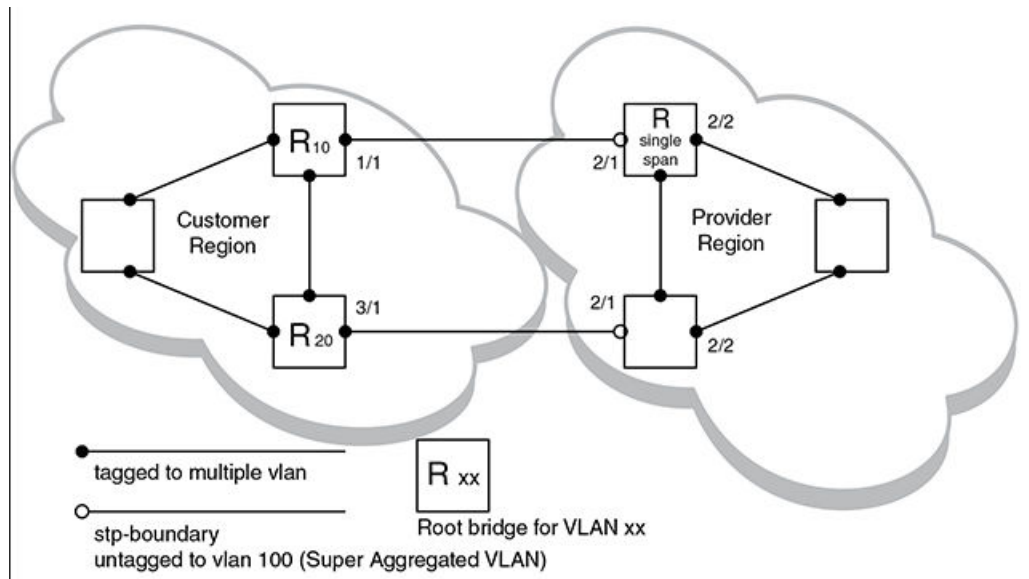 R10
1/1
Customer
Region
3/1
R20
R
single
span
2/2
2/1
Provider
Region
2/1
2/2
tagged to multiple vlan
stp-boundary
untagged to vlan 100 (Super Aggregated VLAN)
R xx
Root bridge for VLAN xx